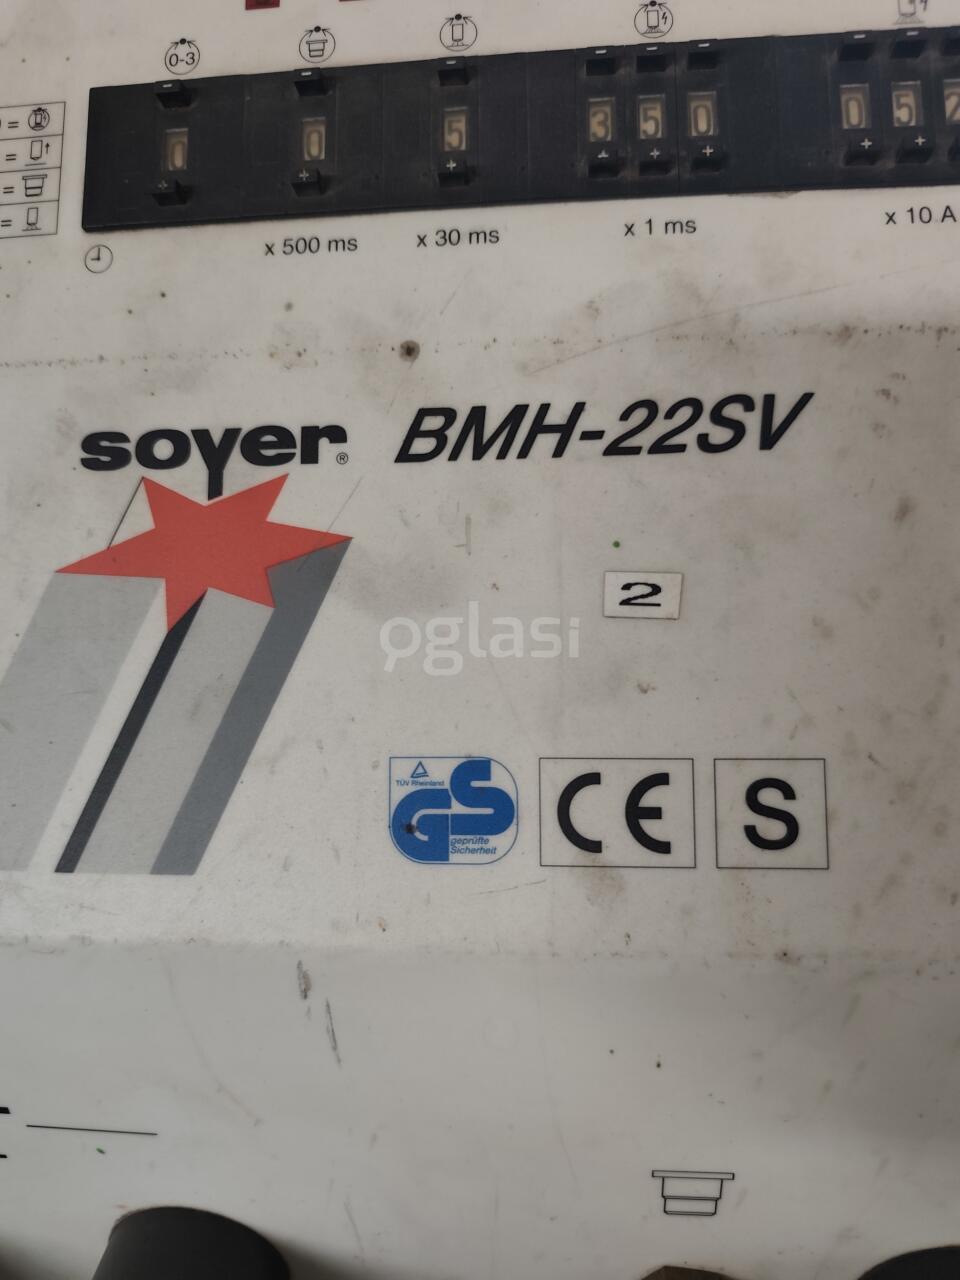 0-3
0 0 5 3 5 0 0 5 2
x 500 ms x 30 ms x 1 ms x 10 A
soyer® BMH-22SV
2
oglasi
TÜV Rheinland
GS CE S
geprüfte
Sicherheit